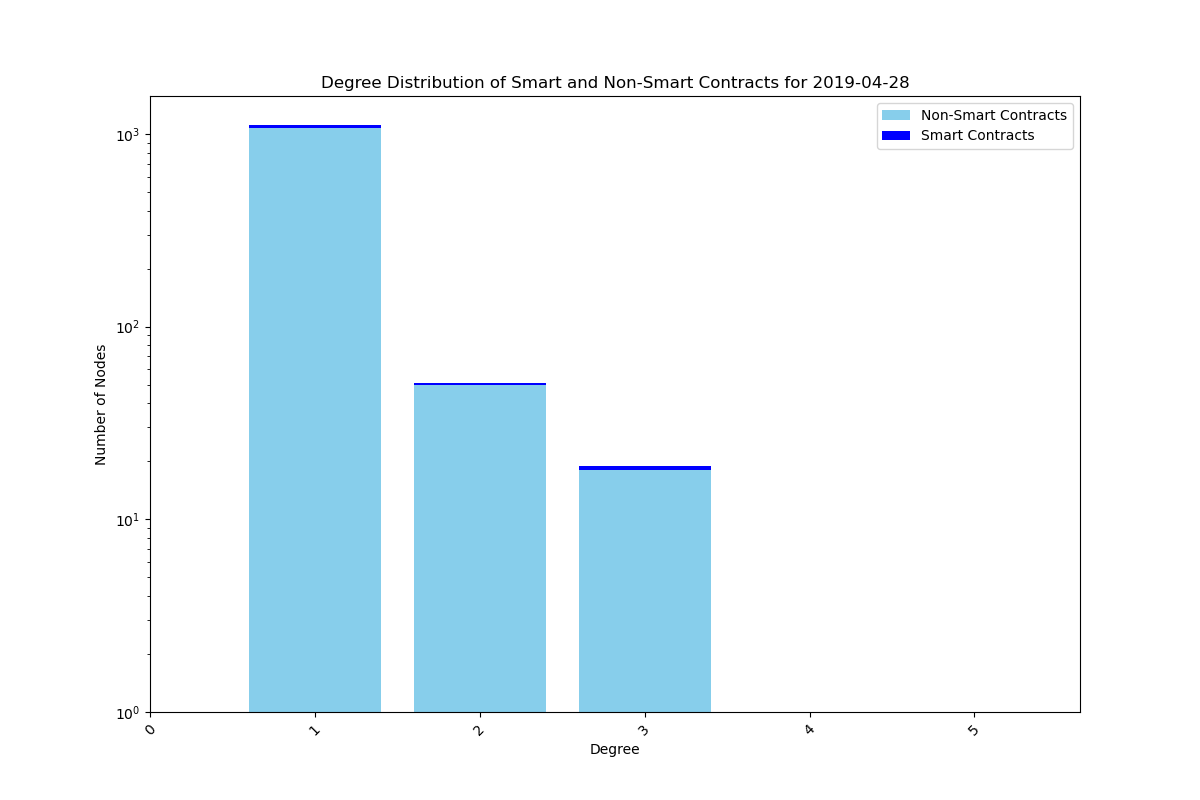 Degree Distribution of Smart and Non-Smart Contracts for 2019-04-28
Non-Smart Contracts
Smart Contracts
Number of Nodes
10³
10²
10¹
10⁰
0 1 2 3 4 5
Degree